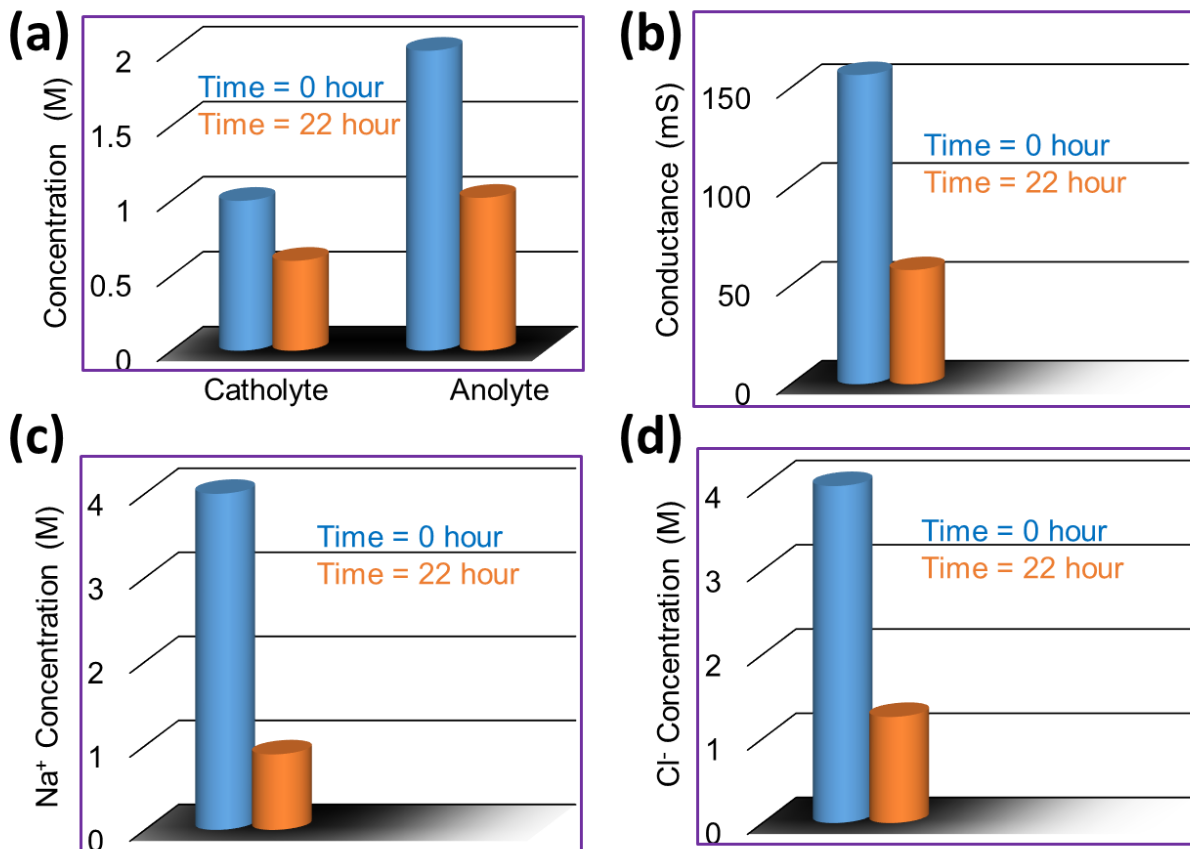 (a)
Concentration (M)
2
1.5
1
0.5
0
Time = 0 hour
Time = 22 hour
Catholyte Anolyte
(b)
Conductance (mS)
150
100
50
0
Time = 0 hour
Time = 22 hour
(c)
Na⁺ Concentration (M)
4
3
2
1
0
Time = 0 hour
Time = 22 hour
(d)
Cl⁻ Concentration (M)
4
3
2
1
0
Time = 0 hour
Time = 22 hour